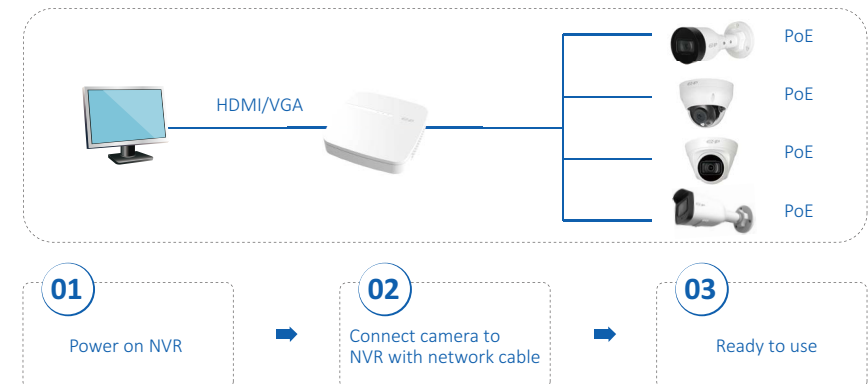 HDMI/VGA
PoE
PoE
PoE
PoE
01
Power on NVR
02
Connect camera to
NVR with network cable
03
Ready to use